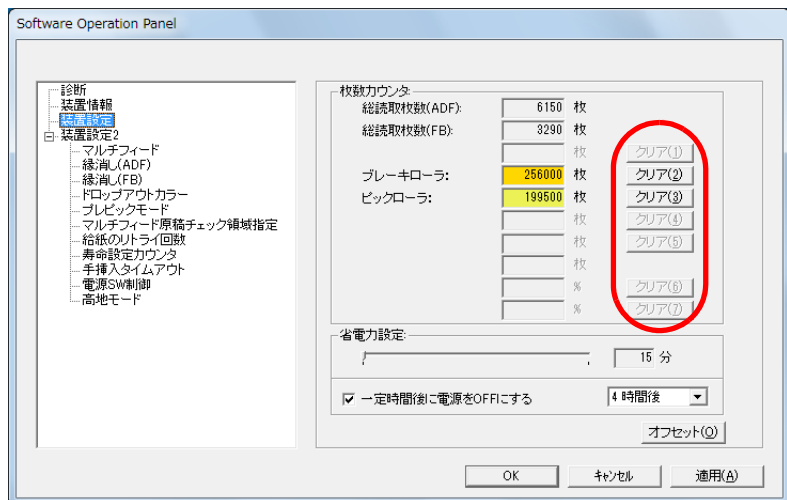 Software Operation Panel
診断
装置情報
装置設定
装置設定2
マルチフィード
縁消し(ADF)
縁消し(FB)
ドロップアウトカラー
プレピックモード
マルチフィード原稿チェック領域指定
給紙のリトライ回数
寿命設定カウンタ
手挿入タイムアウト
電源SW制御
高地モード
枚数カウンタ
総読取枚数(ADF): 6150 枚
総読取枚数(FB): 3290 枚
枚 クリア(1)
ブレーキローラ: 256000 枚 クリア(2)
ピックローラ: 199500 枚 クリア(3)
枚 クリア(4)
枚 クリア(5)
枚
% クリア(6)
% クリア(7)
省電力設定:
15 分
一定時間後に電源をOFFにする 4時間後
オフセット(O)
OK キャンセル 適用(A)